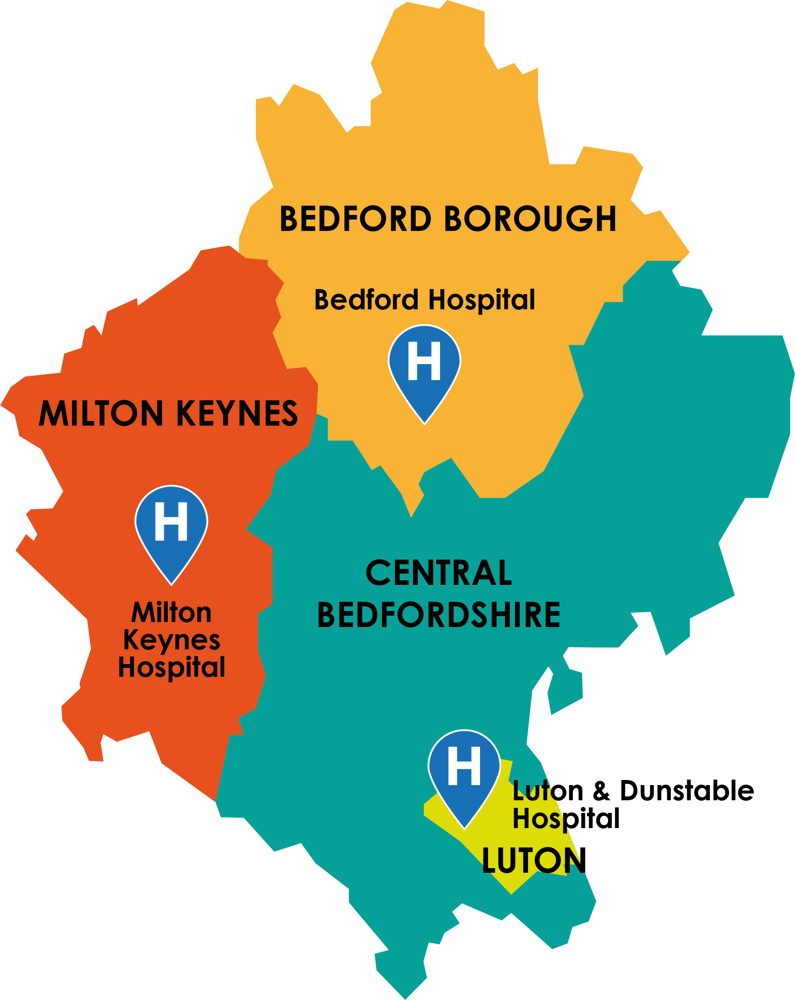 BEDFORD BOROUGH
Bedford Hospital
H
MILTON KEYNES
H
Milton
Keynes
Hospital
CENTRAL
BEDFORDSHIRE
H
Luton & Dunstable
Hospital
LUTON